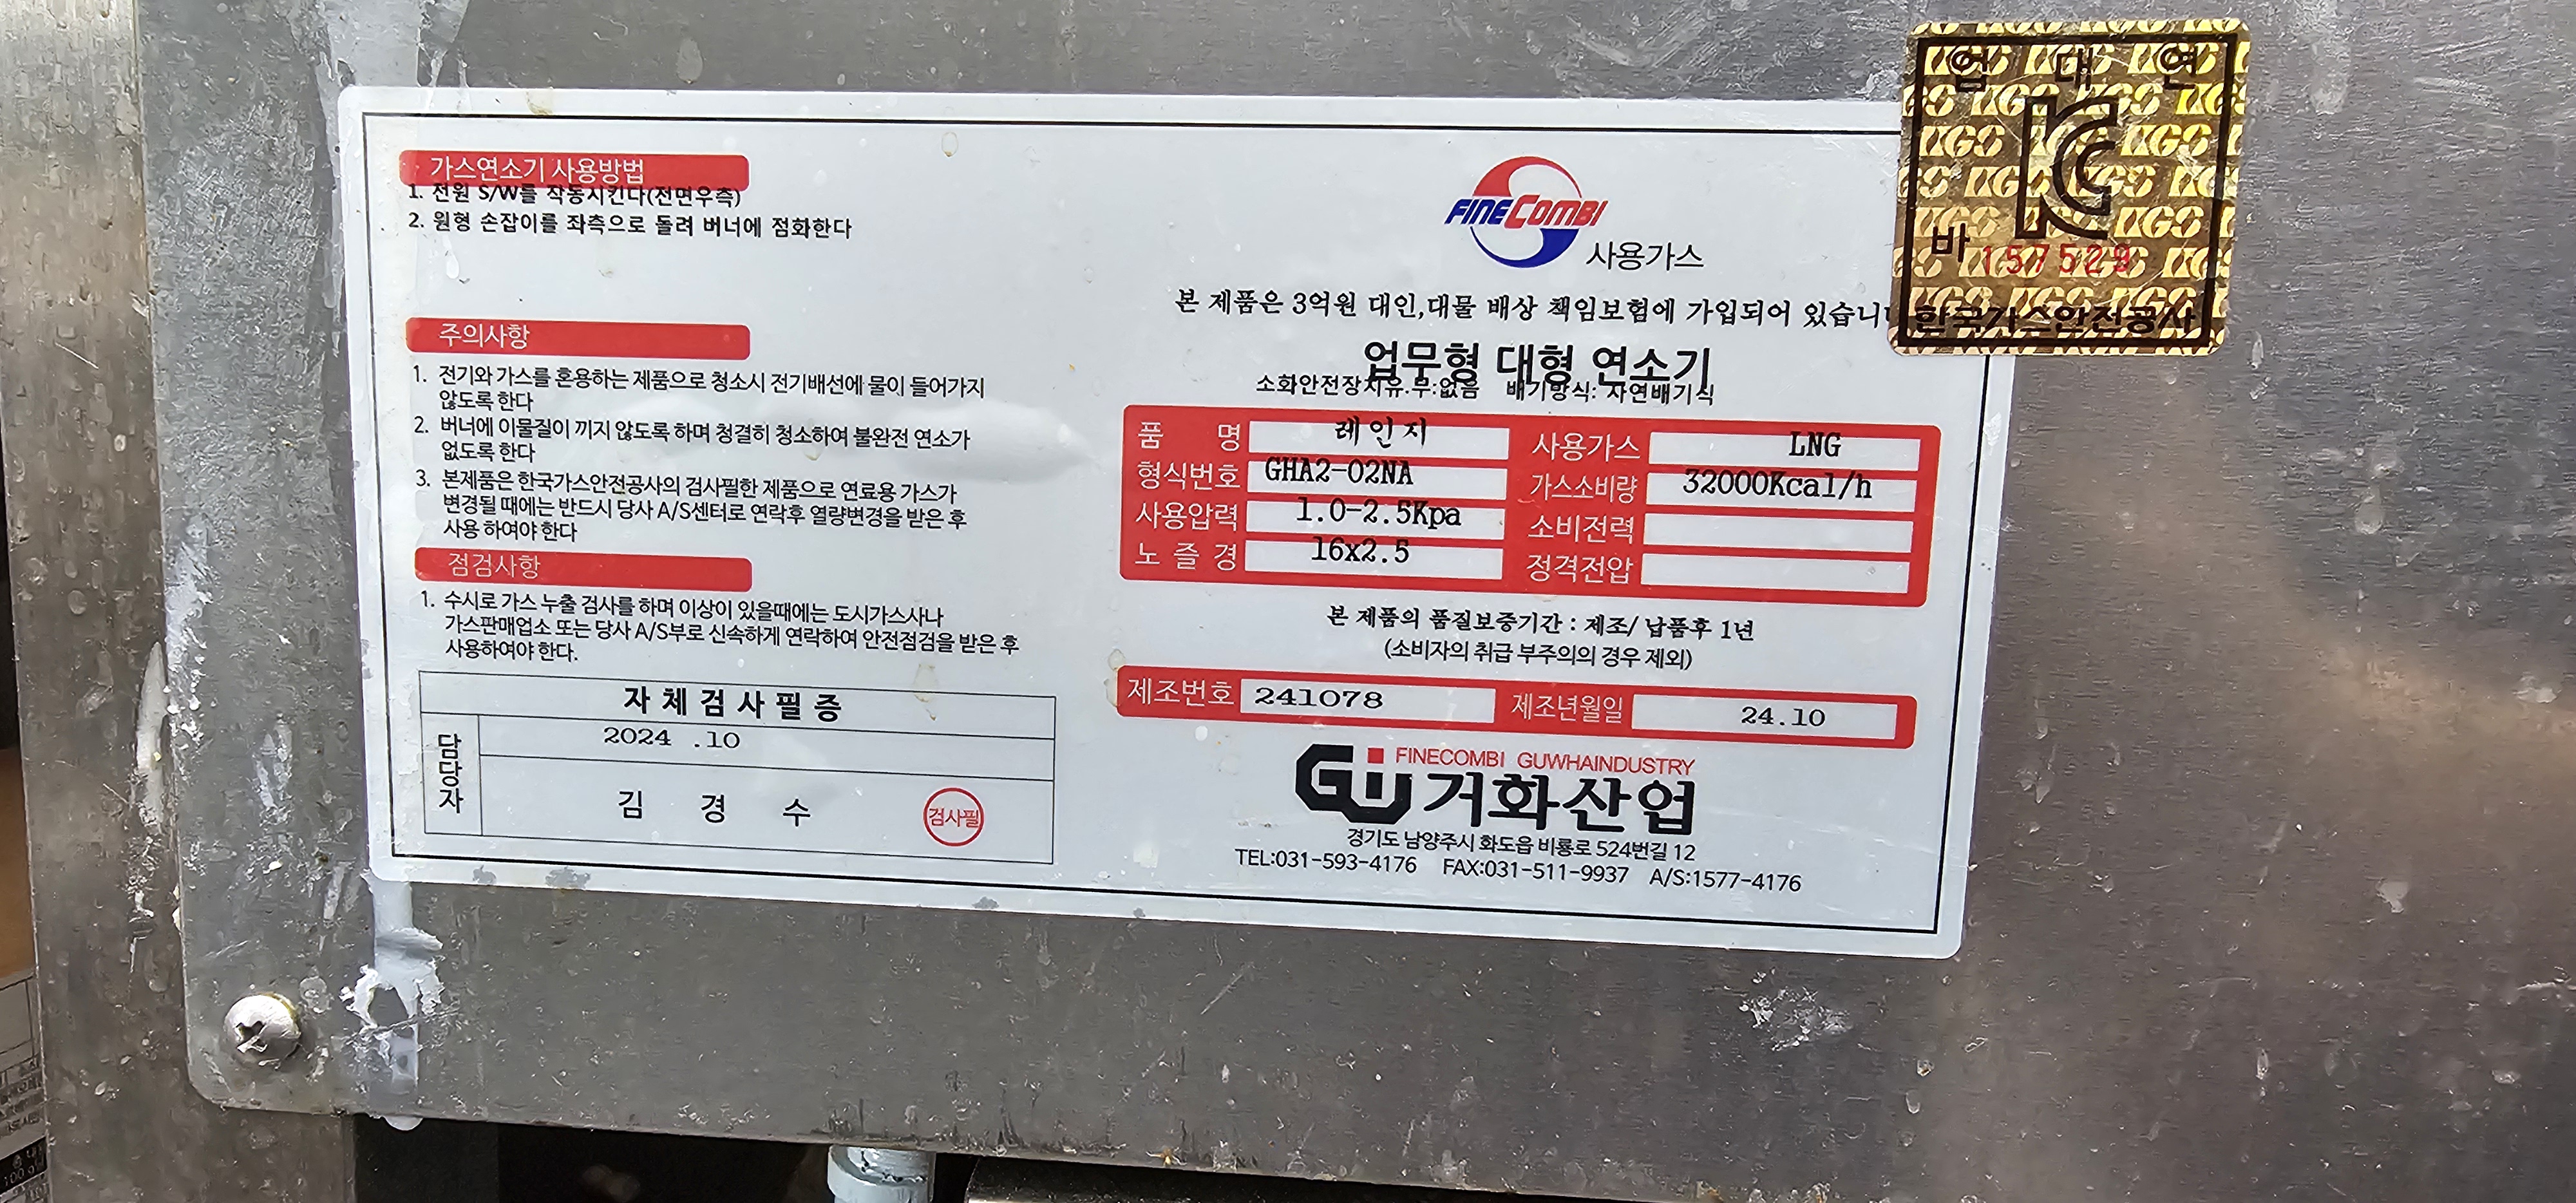 가스연소기 사용방법
1. 전원 S/W를 작동시킨다(전면우측)
2. 원형 손잡이를 좌측으로 돌려 버너에 점화한다
주의사항
1. 전기와 가스를 혼용하는 제품으로 청소시 전기배선에 물이 들어가지
않도록 한다
2. 버너에 이물질이 끼지 않도록 하며 청결히 청소하여 불완전 연소가
없도록 한다
3. 본제품은 한국가스안전공사의 검사필한 제품으로 연료용 가스가
변경될 때에는 반드시 당사 A/S센터로 연락후 열량변경을 받은 후
사용 하여야 한다
점검사항
1. 수시로 가스 누출 검사를 하며 이상이 있을때에는 도시가스사나
가스판매업소 또는 당사 A/S부로 신속하게 연락하여 안전점검을 받은 후
사용하여야 한다.
자체검사필증
담당자
2024 .10
김 경 수
검사필
FINECOMBI
사용가스
본 제품은 3억원 대인,대물 배상 책임보험에 가입되어 있습니
업무형 대형 연소기
소화안전장치유.무:없음 배기방식: 자연배기식
품 명 레인지 사용가스 LNG
형식번호 GHA2-02NA 가스소비량 32000Kcal/h
사용압력 1.0-2.5Kpa 소비전력
노즐경 16x2.5 정격전압
본 제품의 품질보증기간 : 제조/ 납품후 1년
(소비자의 취급 부주의의 경우 제외)
제조번호 241078 제조년월일 24.10
FINECOMBI GUWHAINDUSTRY
GU 거화산업
경기도 남양주시 화도읍 비룡로 524번길 12
TEL:031-593-4176 FAX:031-511-9937 A/S:1577-4176
업 대 연
KC
바 157529
한국가스안전공사